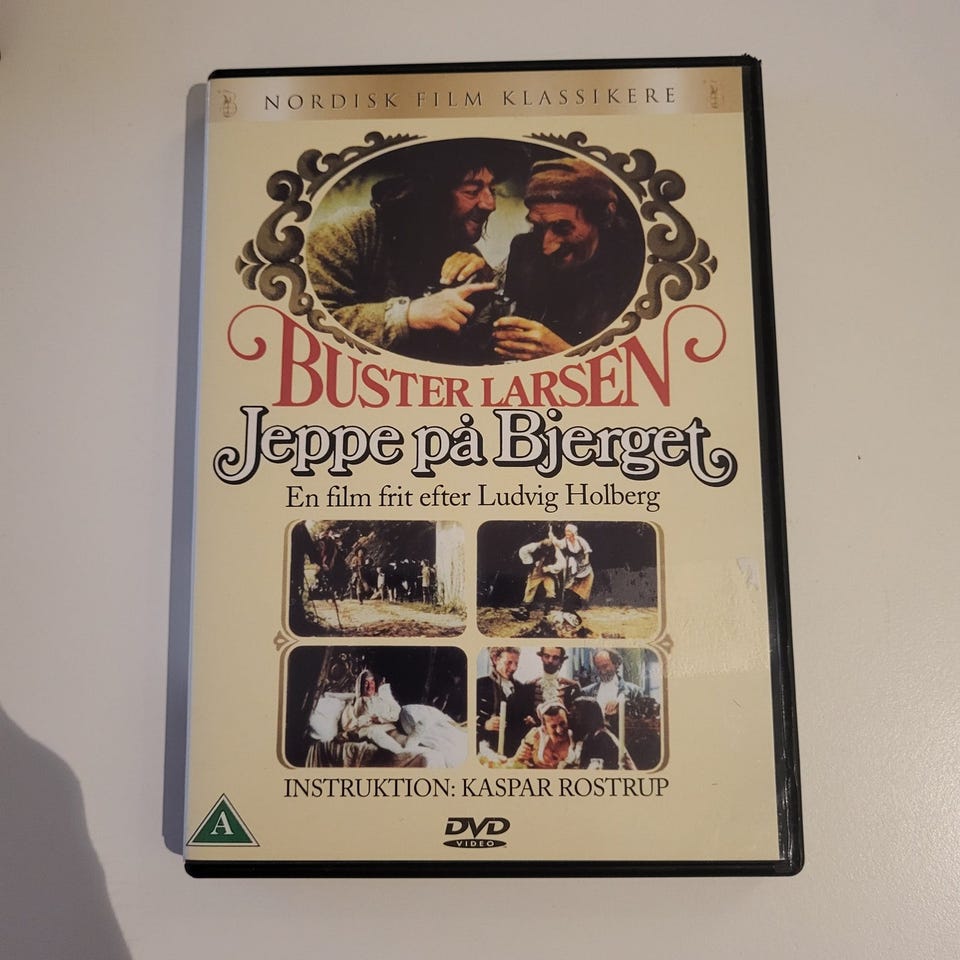 NORDISK FILM KLASSIKERE
BUSTER LARSEN
Jeppe på Bjerget
En film frit efter Ludvig Holberg
INSTRUKTION: KASPAR ROSTRUP
A
DVD
VIDEO